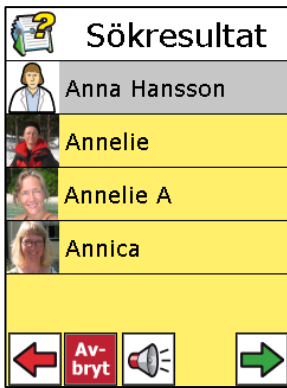 Sökresultat
Anna Hansson
Annelie
Annelie A
Annica
Av-
bryt